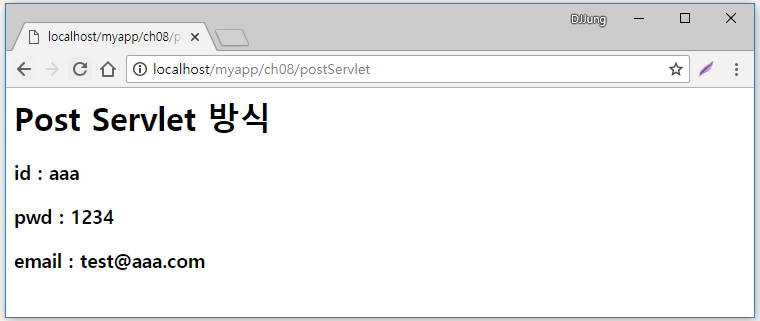 DJJung
localhost/myapp/ch08/p
localhost/myapp/ch08/postServlet
Post Servlet 방식
id : aaa
pwd : 1234
email : test@aaa.com